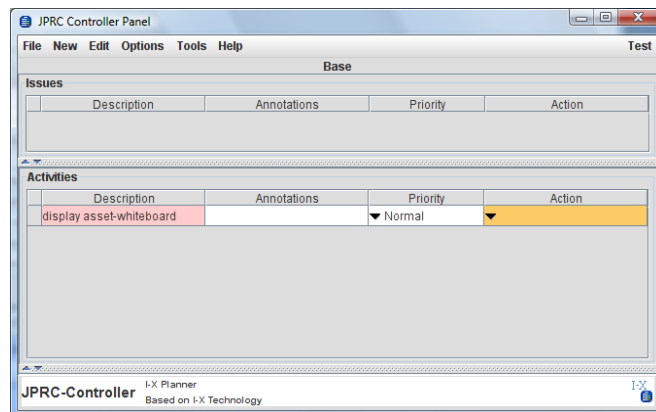 JPRC Controller Panel
File New Edit Options Tools Help Test
Base
Issues
Description Annotations Priority Action
Activities
Description Annotations Priority Action
display asset-whiteboard Normal
JPRC-Controller
I-X Planner
Based on I-X Technology
I-X